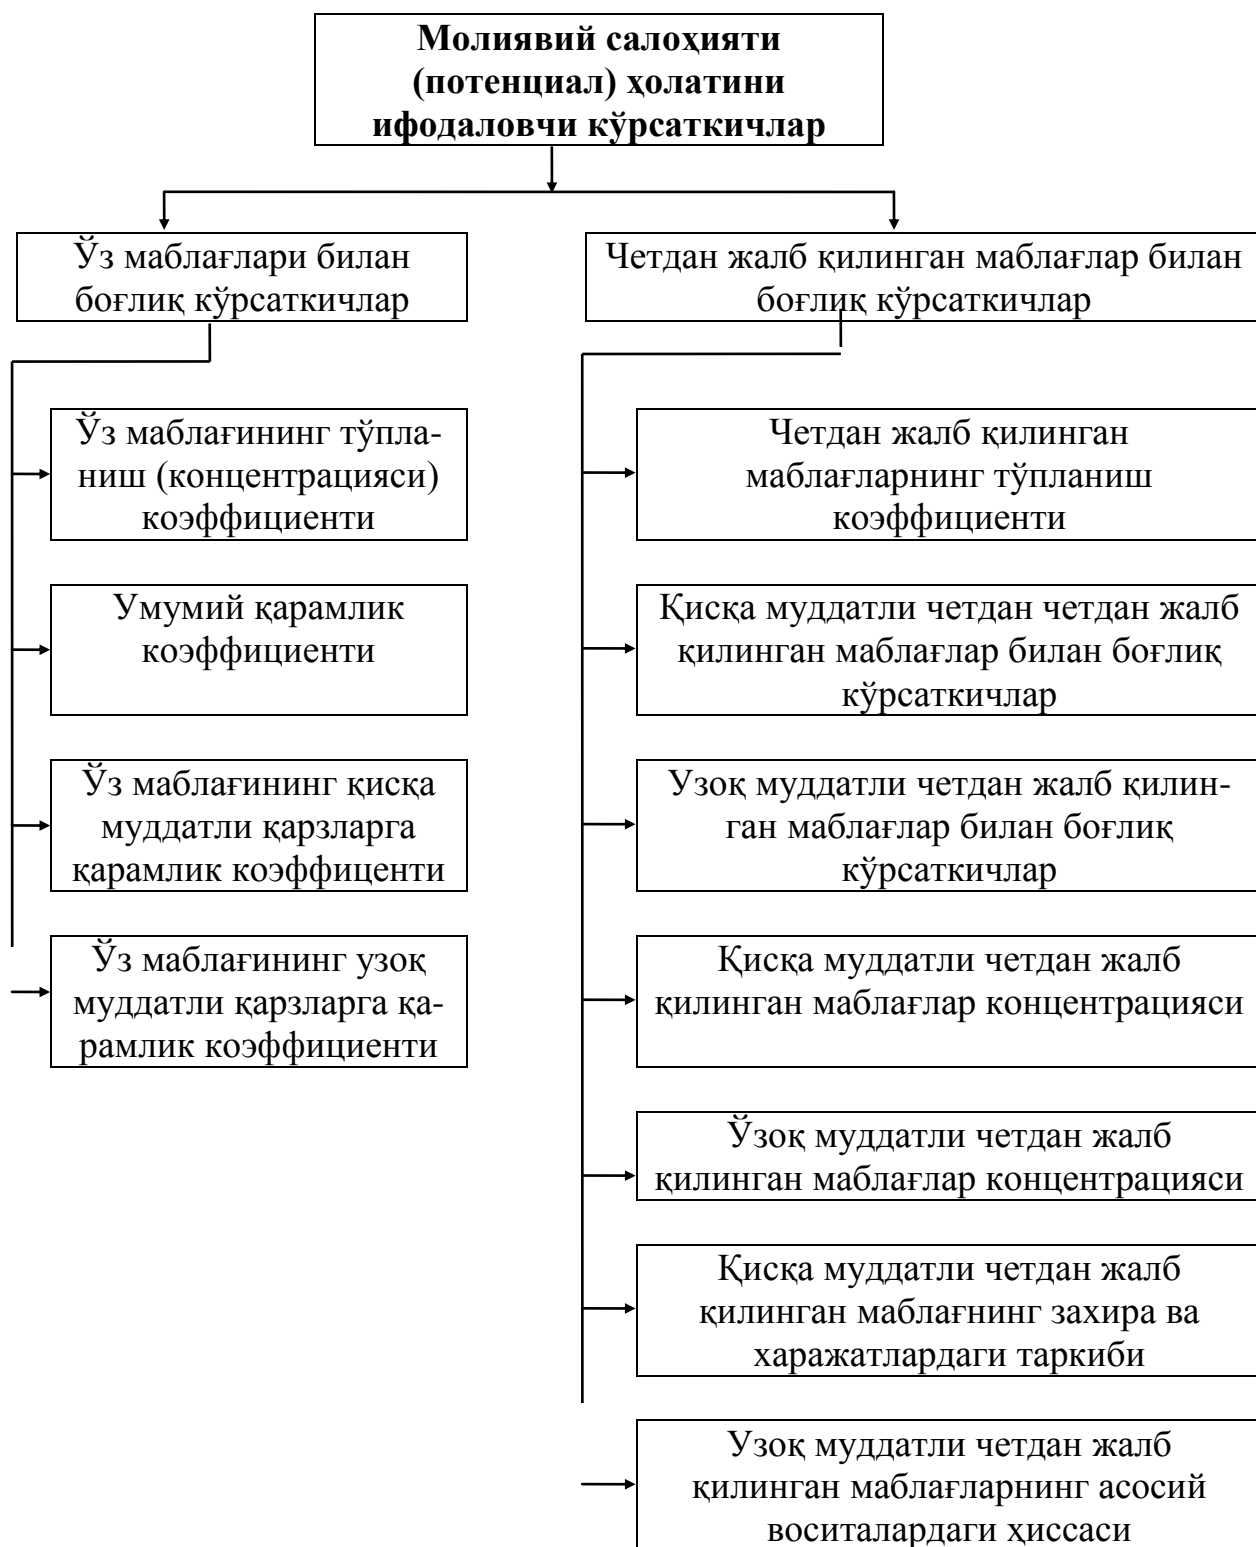 Молиявий салоҳияти
(потенциал) ҳолатини
ифодаловчи кўрсаткичлар
Ўз маблағлари билан
боғлиқ кўрсаткичлар
Четдан жалб қилинган маблағлар билан
боғлиқ кўрсаткичлар
Ўз маблағининг тўпла-
ниш (концентрацияси)
коэффициенти
Умумий қарамлик
коэффициенти
Ўз маблағининг қисқа
муддатли қарзларга
қарамлик коэффиценти
Ўз маблағининг узоқ
муддатли қарзларга қа-
рамлик коэффициенти
Четдан жалб қилинган
маблағларнинг тўпланиш
коэффициенти
Қисқа муддатли четдан четдан жалб
қилинган маблағлар билан боғлиқ
кўрсаткичлар
Узоқ муддатли четдан жалб қилин-
ган маблағлар билан боғлиқ
кўрсаткичлар
Қисқа муддатли четдан жалб
қилинган маблағлар концентрацияси
Ўзоқ муддатли четдан жалб
қилинган маблағлар концентрацияси
Қисқа муддатли четдан жалб
қилинган маблағнинг захира ва
харажатлардаги таркиби
Узоқ муддатли четдан жалб
қилинган маблағларнинг асосий
воситалардаги ҳиссаси